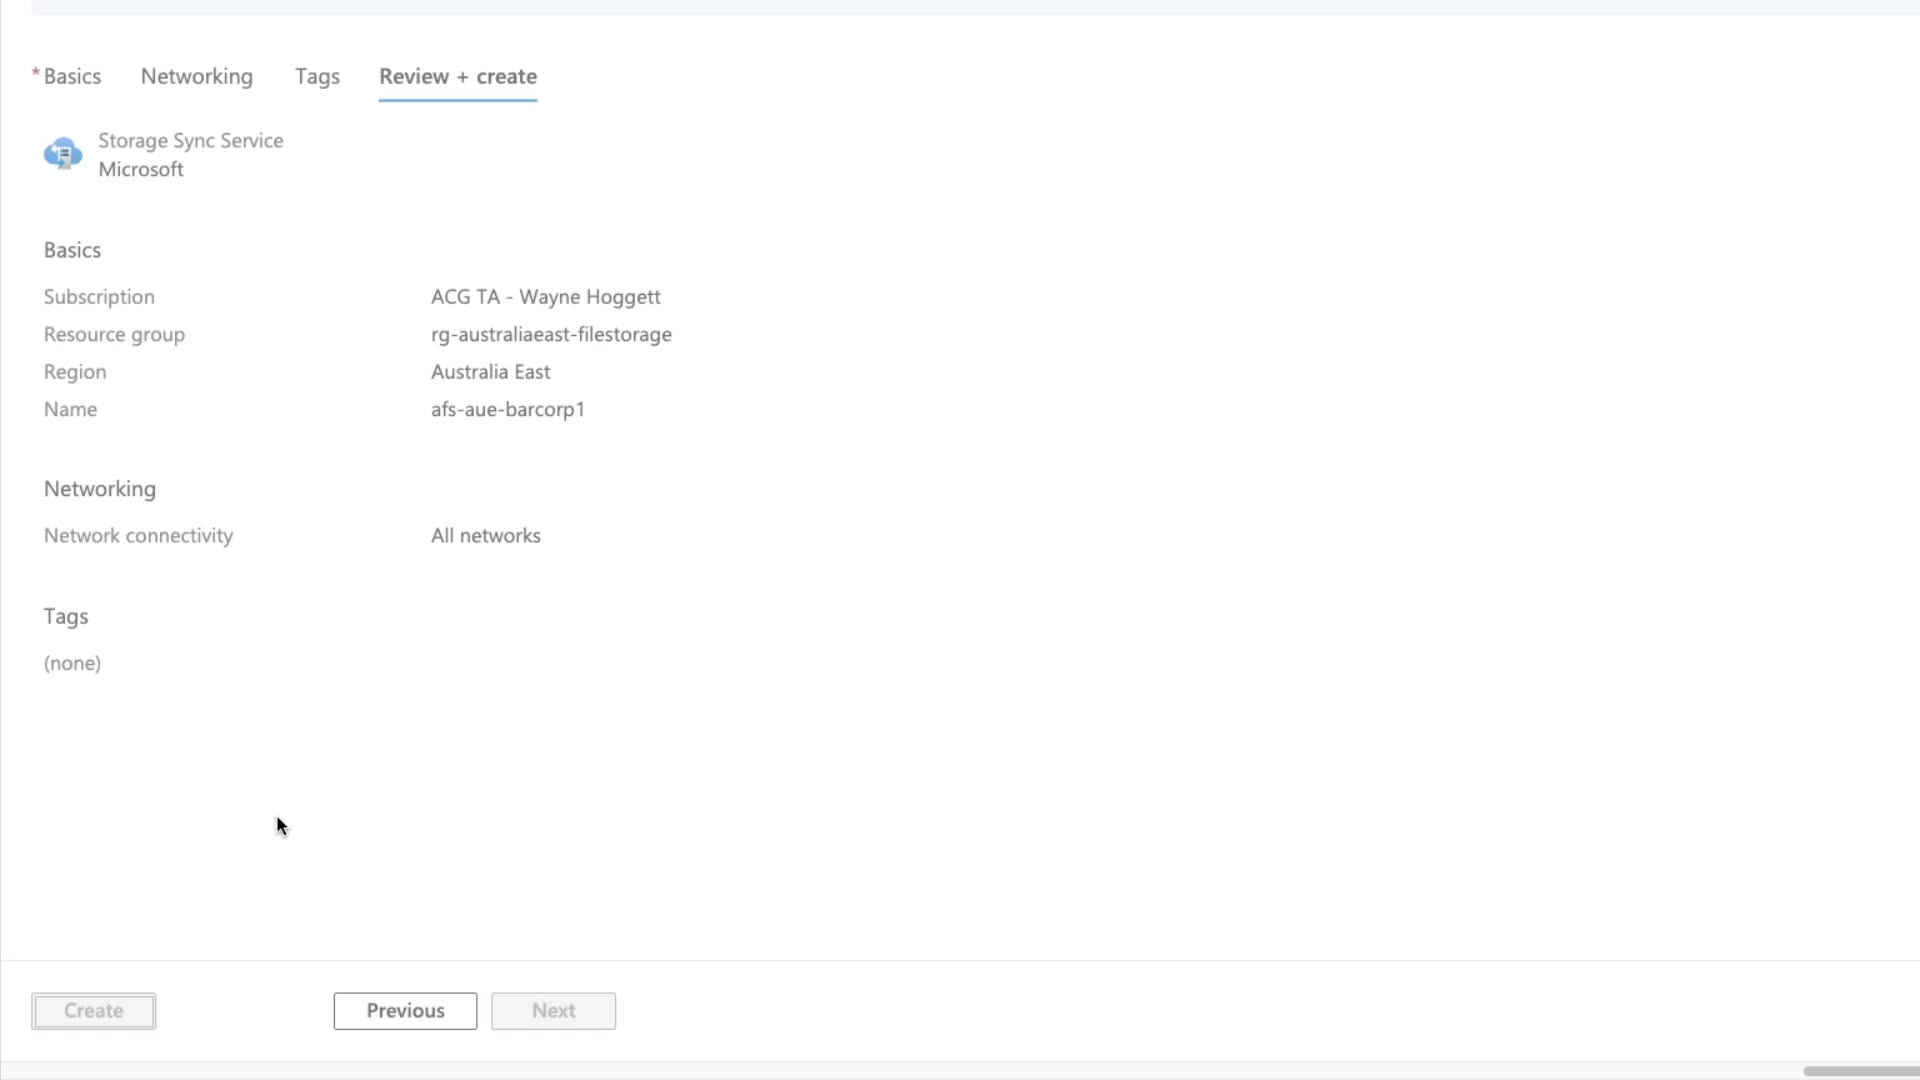 * Basics Networking Tags Review + create
Storage Sync Service
Microsoft
Basics
Subscription ACG TA - Wayne Hoggett
Resource group rg-australiaeast-filestorage
Region Australia East
Name afs-aue-barcorp1
Networking
Network connectivity All networks
Tags
(none)
Create Previous Next